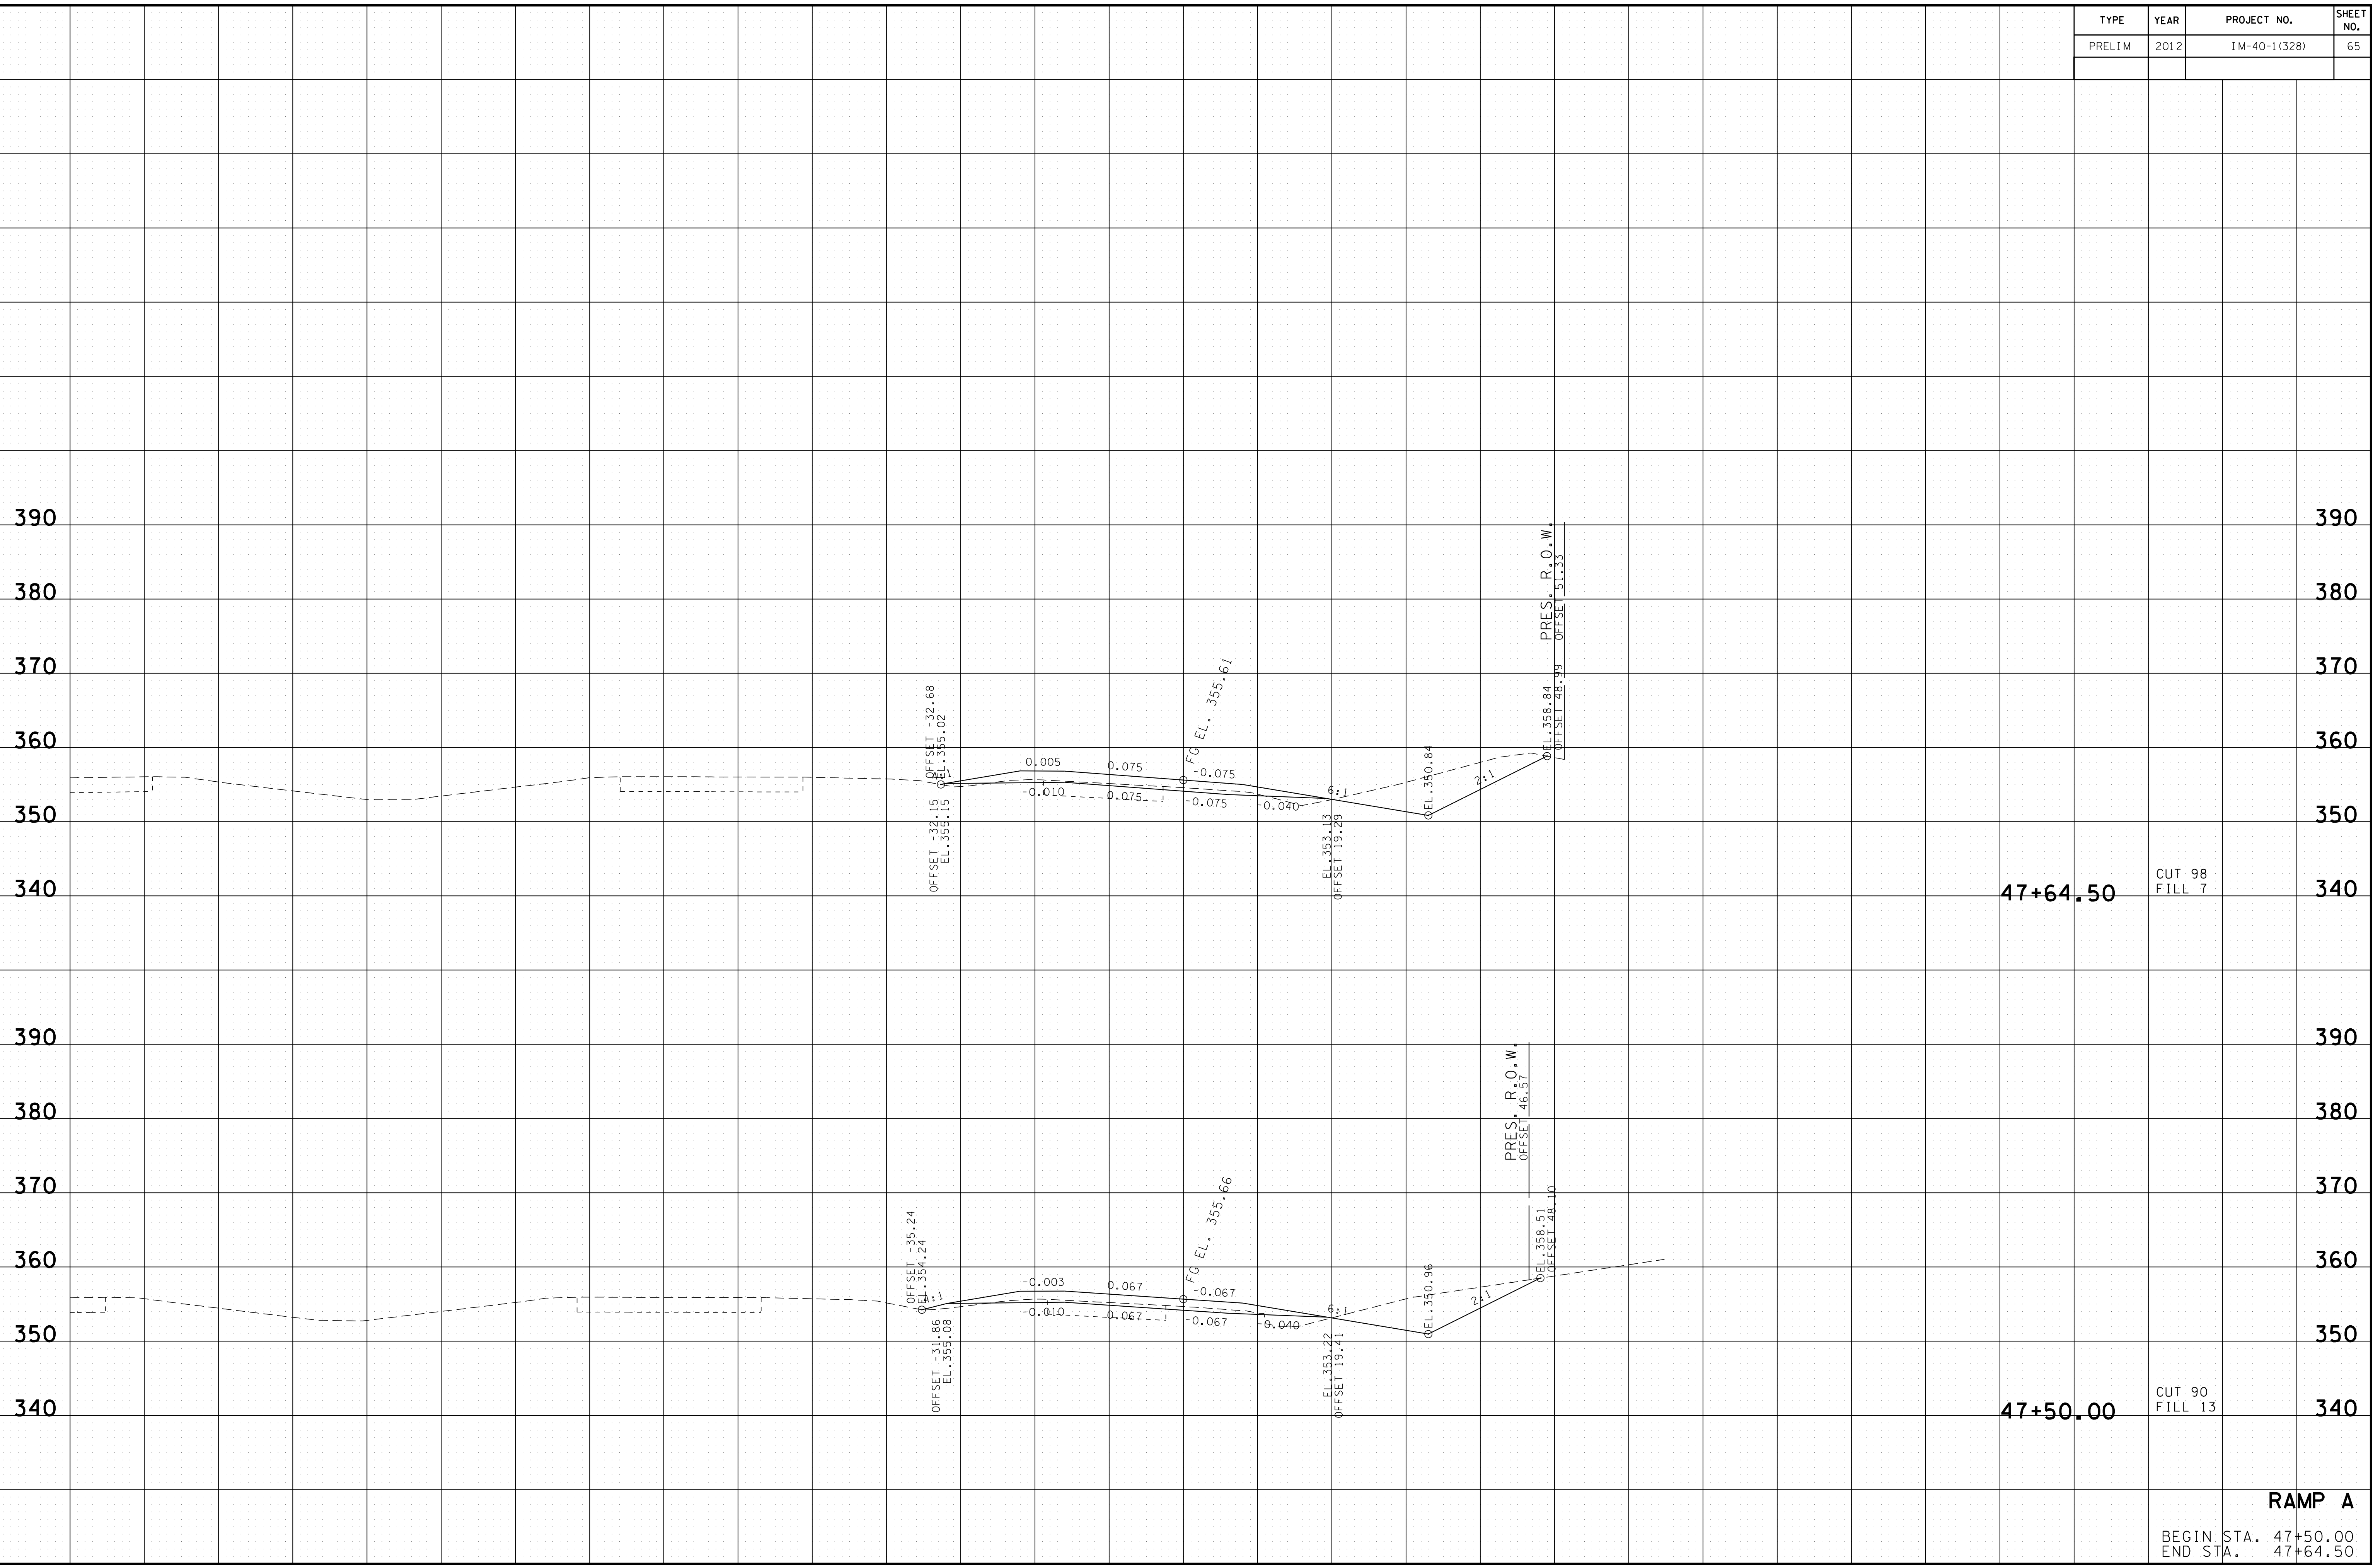 TYPE YEAR PROJECT NO. SHEET NO.
PRELIM 2012 IM-40-1(328) 65
390 390
380 380
370 370
360 360
350 350
340 340
PRES. R.O.W.
OFFSET 51.33
EL.358.84
OFFSET 48.99
FG EL. 355.61
OFFSET -32.68
EL.355.02
4:1
0.005
0.075
-0.075
6:1
EL.350.84
2:1
-0.010
0.075
-0.075
-0.040
OFFSET -32.15
EL.355.15
EL.353.13
OFFSET 19.29
47+64.50
CUT 98
FILL 7
390 390
380 380
370 370
360 360
350 350
340 340
PRES. R.O.W.
OFFSET 46.57
EL.358.51
OFFSET 48.10
FG EL. 355.66
OFFSET -35.24
EL.354.24
4:1
-0.003
0.067
-0.067
6:1
EL.350.96
2:1
-0.010
0.067
-0.067
-0.040
OFFSET -31.86
EL.355.08
EL.353.22
OFFSET 19.41
47+50.00
CUT 90
FILL 13
RAMP A
BEGIN STA. 47+50.00
END STA. 47+64.50